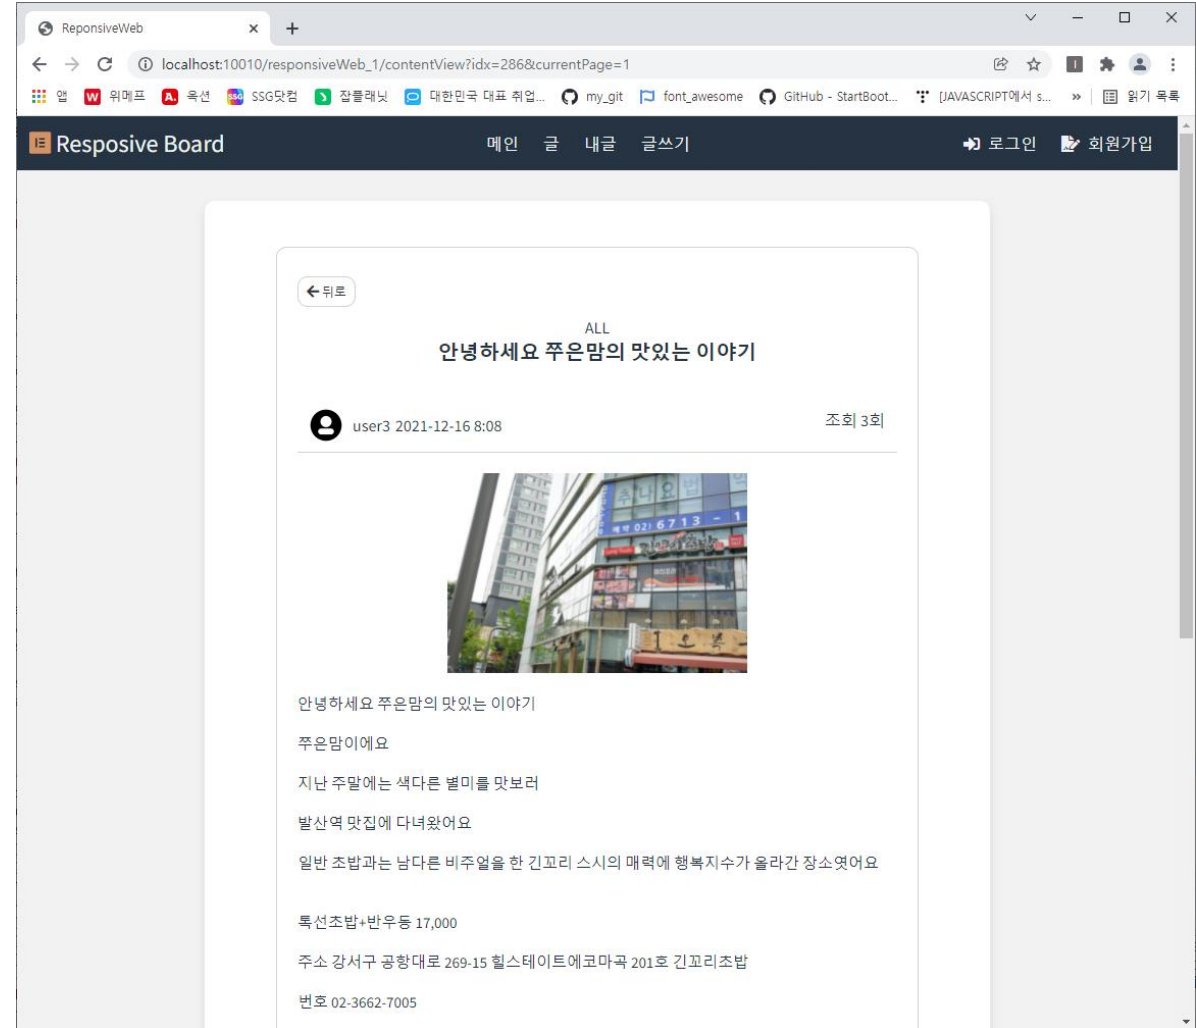 ReponsiveWeb
localhost:10010/responsiveWeb_1/contentView?idx=286&currentPage=1
앱 위메프 옥션 SSG닷컴 잡플래닛 대한민국 대표 취업... my_git font_awesome GitHub - StartBoot... [JAVASCRIPT에서 s... » 읽기 목록
Resposive Board 메인 글 내글 글쓰기 로그인 회원가입
뒤로
ALL
안녕하세요 쭈은맘의 맛있는 이야기
user3 2021-12-16 8:08 조회 3회
추나요법
예약 02) 6713 - 1
안녕하세요 쭈은맘의 맛있는 이야기
쭈은맘이에요
지난 주말에는 색다른 별미를 맛보러
발산역 맛집에 다녀왔어요
일반 초밥과는 남다른 비주얼을 한 긴꼬리 스시의 매력에 행복지수가 올라간 장소엿어요
톡선초밥+반우동 17,000
주소 강서구 공항대로 269-15 힐스테이트에코마곡 201호 긴꼬리초밥
번호 02-3662-7005